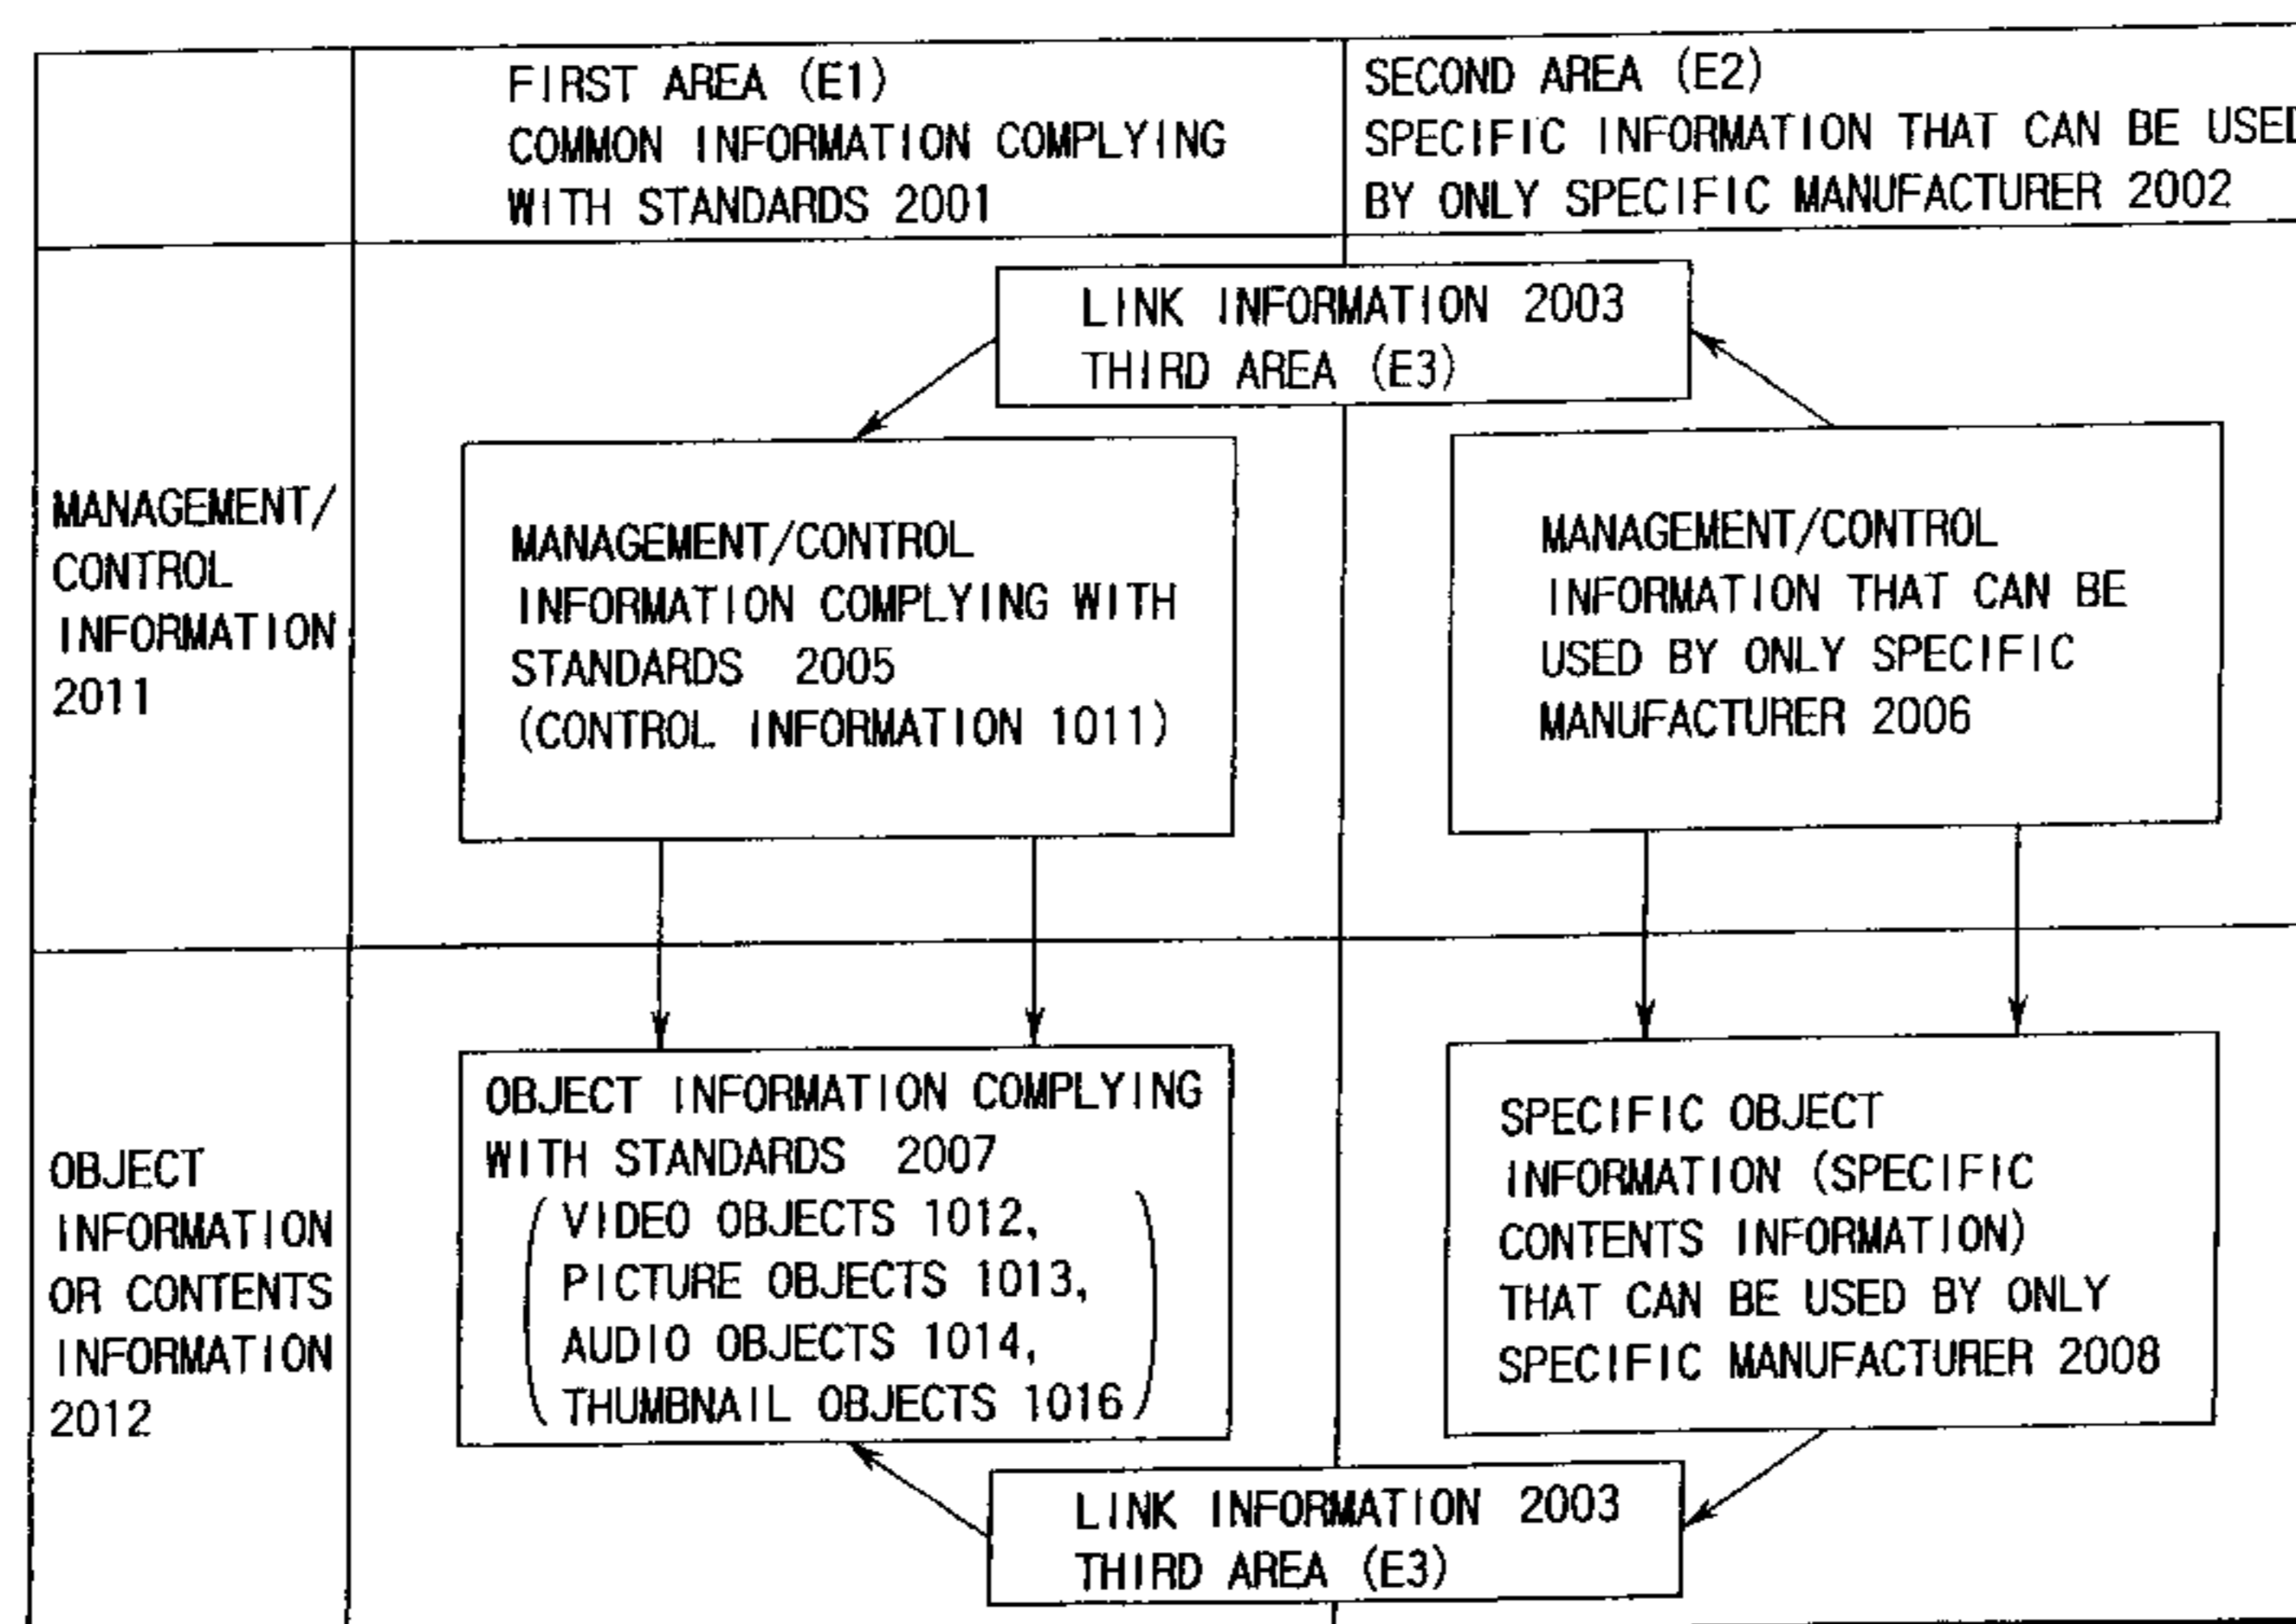 FIRST AREA (E1)
COMMON INFORMATION COMPLYING
WITH STANDARDS 2001
SECOND AREA (E2)
SPECIFIC INFORMATION THAT CAN BE USED
BY ONLY SPECIFIC MANUFACTURER 2002
LINK INFORMATION 2003
THIRD AREA (E3)
MANAGEMENT/
CONTROL
INFORMATION
2011
MANAGEMENT/CONTROL
INFORMATION COMPLYING WITH
STANDARDS 2005
(CONTROL INFORMATION 1011)
MANAGEMENT/CONTROL
INFORMATION THAT CAN BE
USED BY ONLY SPECIFIC
MANUFACTURER 2006
OBJECT
INFORMATION
OR CONTENTS
INFORMATION
2012
OBJECT INFORMATION COMPLYING
WITH STANDARDS 2007
(VIDEO OBJECTS 1012,
PICTURE OBJECTS 1013,
AUDIO OBJECTS 1014,
THUMBNAIL OBJECTS 1016)
SPECIFIC OBJECT
INFORMATION (SPECIFIC
CONTENTS INFORMATION)
THAT CAN BE USED BY ONLY
SPECIFIC MANUFACTURER 2008
LINK INFORMATION 2003
THIRD AREA (E3)